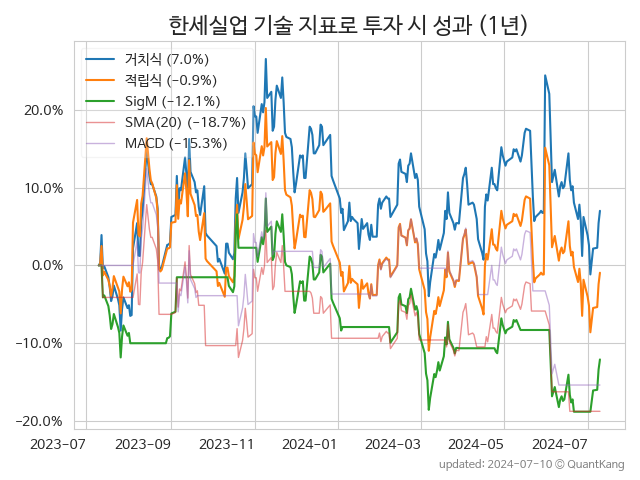 한세실업 기술 지표로 투자 시 성과 (1년)
거치식 (7.0%)
적립식 (−0.9%)
SigM (−12.1%)
SMA(20) (−18.7%)
MACD (−15.3%)
20.0%
10.0%
0.0%
−10.0%
−20.0%
2023-07 2023-09 2023-11 2024-01 2024-03 2024-05 2024-07
updated: 2024-07-10 © QuantKang